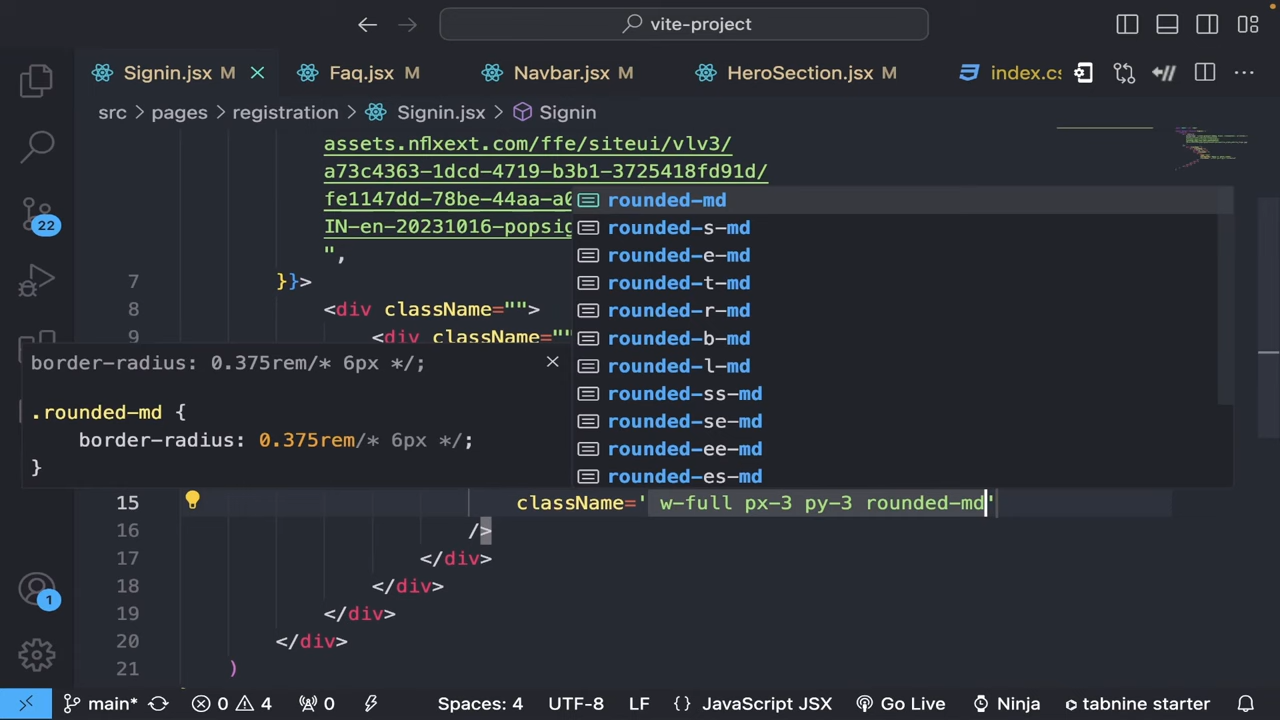 vite-project
Signin.jsx M
Faq.jsx M
Navbar.jsx M
HeroSection.jsx M
index.cs
src > pages > registration > Signin.jsx > Signin
assets.nflxext.com/ffe/siteui/vlv3/
a73c4363-1dcd-4719-b3b1-3725418fd91d/
fe1147dd-78be-44aa-a0
IN-en-20231016-popsig
",
7 }}>
8 <div className="">
9 <div className=""
rounded-md
rounded-s-md
rounded-e-md
rounded-t-md
rounded-r-md
rounded-b-md
rounded-l-md
rounded-ss-md
rounded-se-md
rounded-ee-md
rounded-es-md
border-radius: 0.375rem/* 6px */;
.rounded-md {
border-radius: 0.375rem/* 6px */;
}
15 className=' w-full px-3 py-3 rounded-md'
16 />
17 </div>
18 </div>
19 </div>
20 </div>
21 )
22
1
main* 0 4 0 Spaces: 4 UTF-8 LF {} JavaScript JSX Go Live Ninja tabnine starter